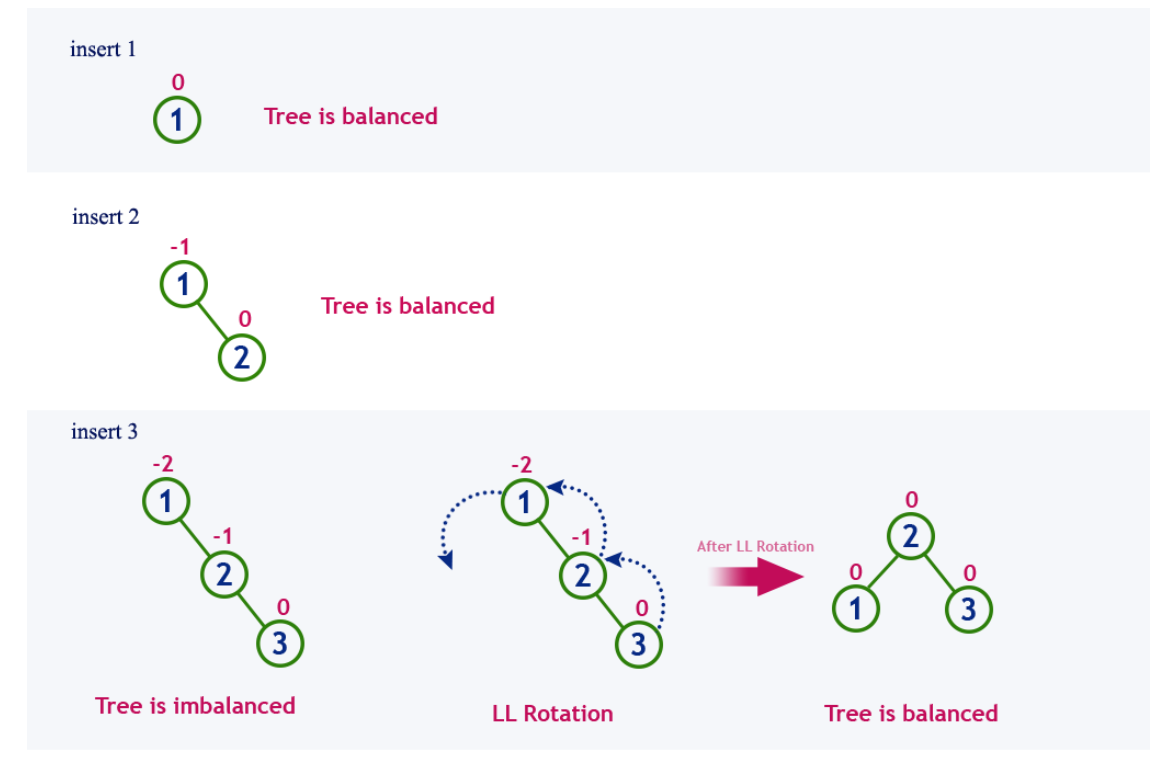 insert 1
0
1
Tree is balanced
insert 2
-1
1
Tree is balanced
0
2
insert 3
-2
1
-1
2
0
3
Tree is imbalanced
-2
1
-1
2
0
3
LL Rotation
After LL Rotation
0
2
0
1
0
3
Tree is balanced